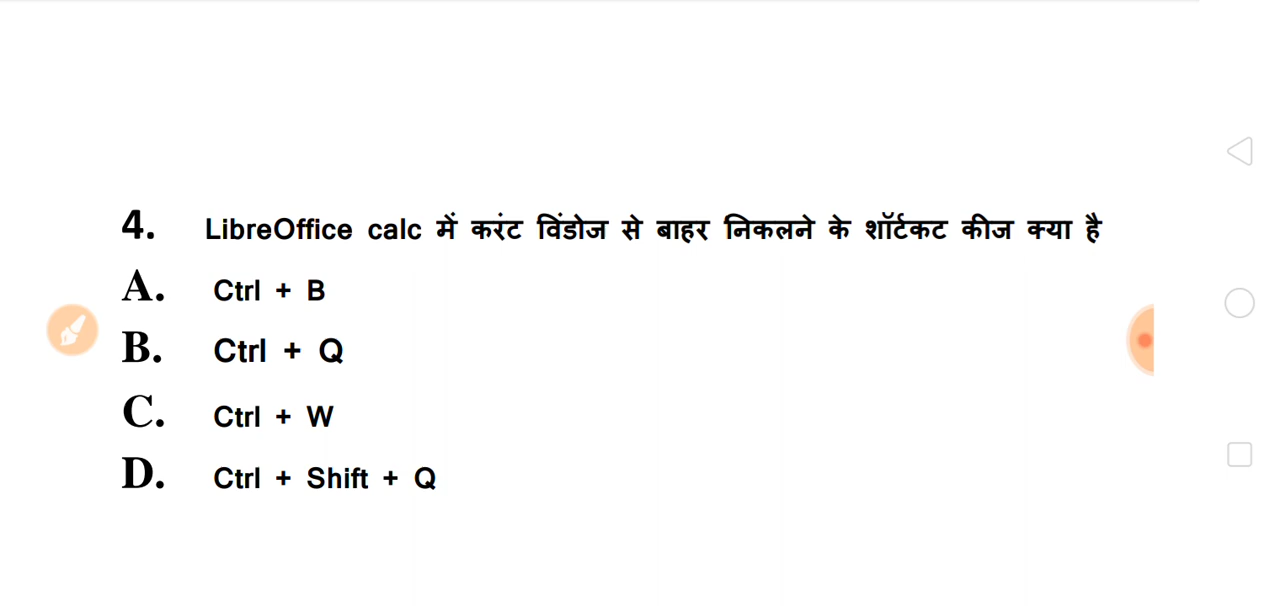 4. LibreOffice calc में करंट विंडोज से बाहर निकलने के शॉर्टकट कीज क्या है
A. Ctrl + B
B. Ctrl + Q
C. Ctrl + W
D. Ctrl + Shift + Q